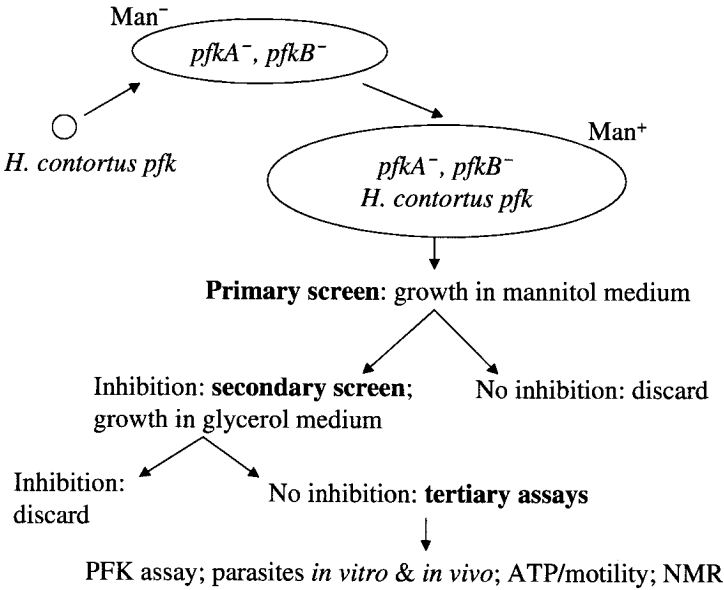 Man⁻
pfkA⁻, pfkB⁻
H. contortus pfk
Man⁺
pfkA⁻, pfkB⁻
H. contortus pfk
Primary screen: growth in mannitol medium
Inhibition: secondary screen;
growth in glycerol medium
No inhibition: discard
Inhibition:
discard
No inhibition: tertiary assays
PFK assay; parasites in vitro & in vivo; ATP/motility; NMR